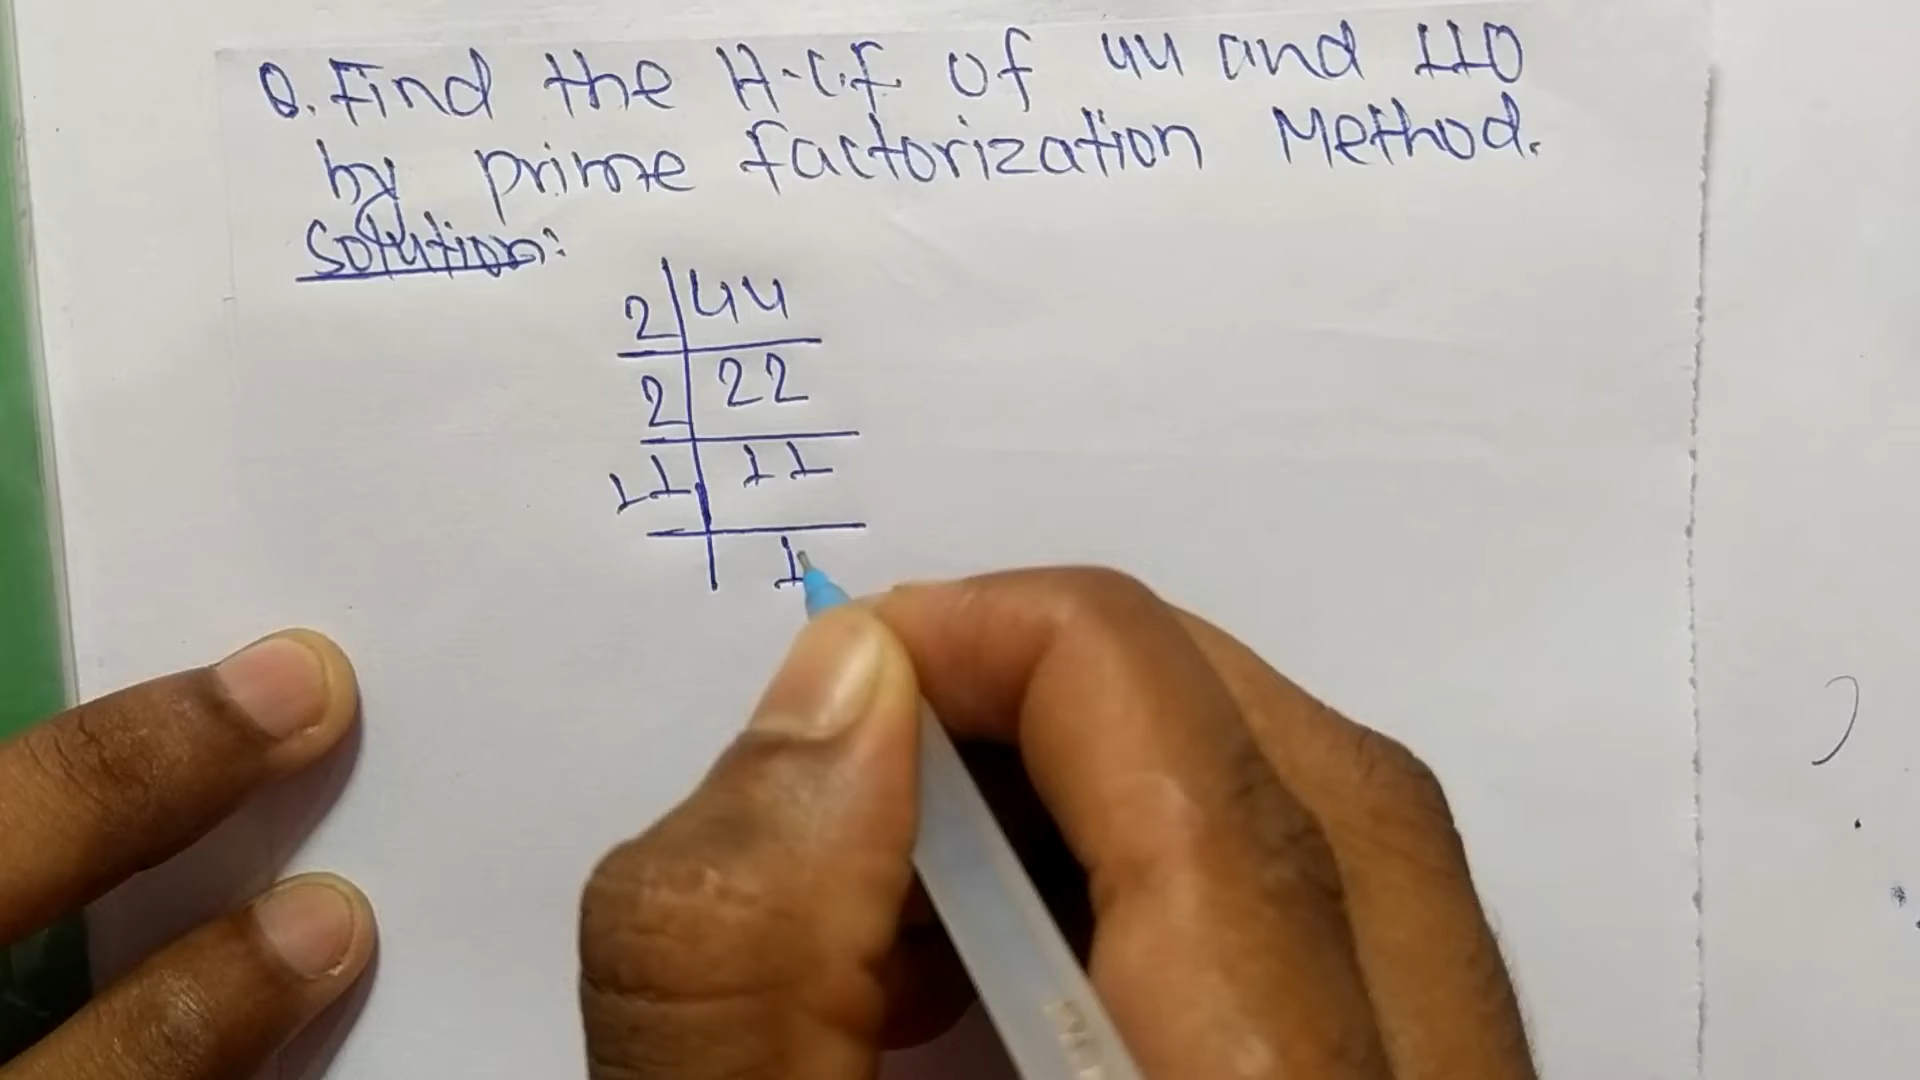 Q. Find the H.C.F of 44 and 110
by prime factorization Method.
Solution:
2 | 44
2 | 22
11 | 11
| 1